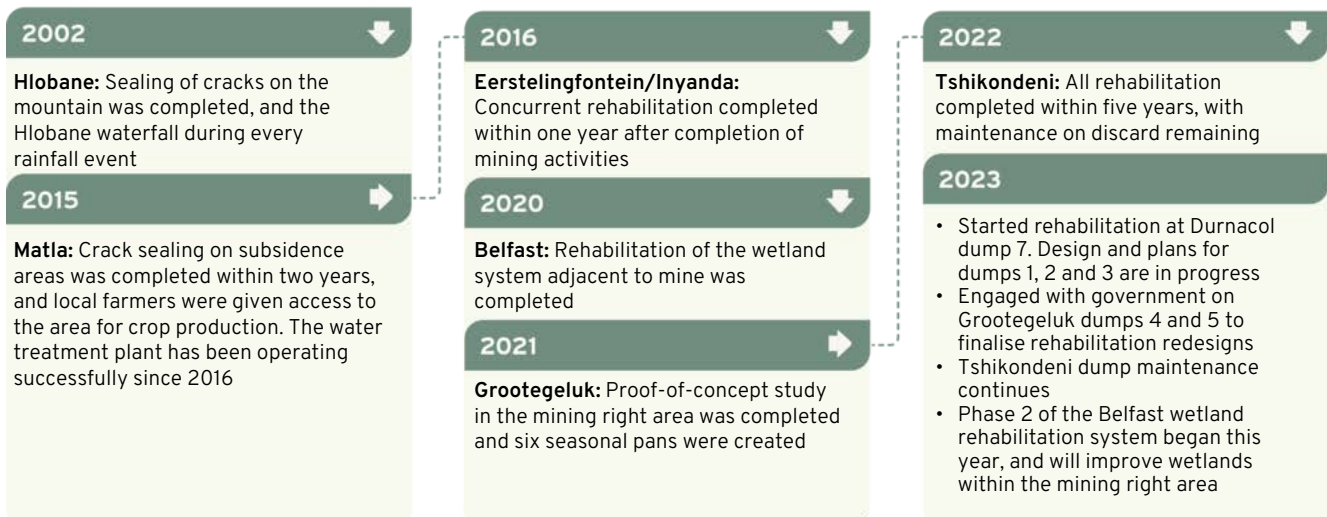 2002
Hlobane: Sealing of cracks on the
mountain was completed, and the
Hlobane waterfall during every
rainfall event
2015
Matla: Crack sealing on subsidence
areas was completed within two years,
and local farmers were given access to
the area for crop production. The water
treatment plant has been operating
successfully since 2016
2016
Eerstelingfontein/Inyanda:
Concurrent rehabilitation completed
within one year after completion of
mining activities
2020
Belfast: Rehabilitation of the wetland
system adjacent to mine was
completed
2021
Grootegeluk: Proof-of-concept study
in the mining right area was completed
and six seasonal pans were created
2022
Tshikondeni: All rehabilitation
completed within five years, with
maintenance on discard remaining
2023
• Started rehabilitation at Durnacol
dump 7. Design and plans for
dumps 1, 2 and 3 are in progress
• Engaged with government on
Grootegeluk dumps 4 and 5 to
finalise rehabilitation redesigns
• Tshikondeni dump maintenance
continues
• Phase 2 of the Belfast wetland
rehabilitation system began this
year, and will improve wetlands
within the mining right area